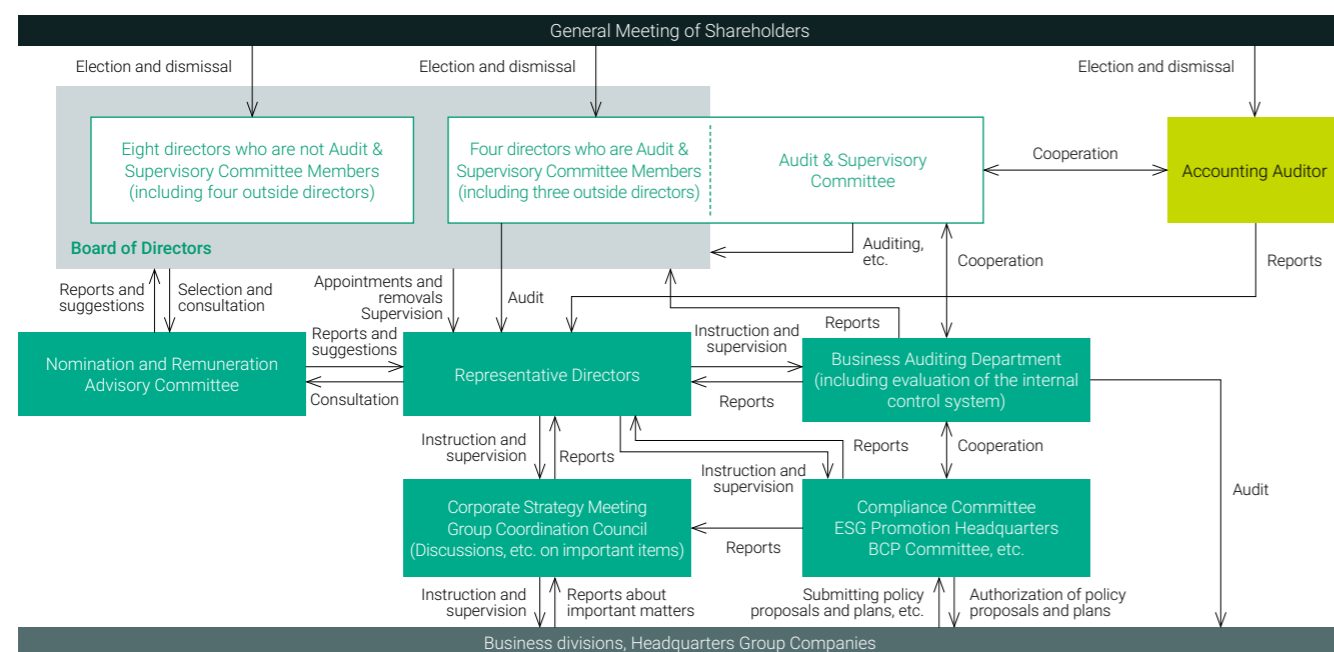 General Meeting of Shareholders
Election and dismissal
Election and dismissal
Election and dismissal
Eight directors who are not Audit &
Supervisory Committee Members
(including four outside directors)
Four directors who are Audit &
Supervisory Committee Members
(including three outside directors)
Audit & Supervisory
Committee
Cooperation
Accounting Auditor
Board of Directors
Auditing,
etc.
Cooperation
Reports
Reports and
suggestions
Selection and
consultation
Appointments and
removals
Supervision
Audit
Reports
Nomination and Remuneration
Advisory Committee
Reports and
suggestions
Consultation
Representative Directors
Instruction and
supervision
Reports
Business Auditing Department
(including evaluation of the internal
control system)
Instruction and
supervision
Reports
Instruction and
supervision
Reports
Cooperation
Audit
Corporate Strategy Meeting
Group Coordination Council
(Discussions, etc. on important items)
Reports
Compliance Committee
ESG Promotion Headquarters
BCP Committee, etc.
Instruction and
supervision
Reports about
important matters
Submitting policy
proposals and plans, etc.
Authorization of policy
proposals and plans
Business divisions, Headquarters Group Companies